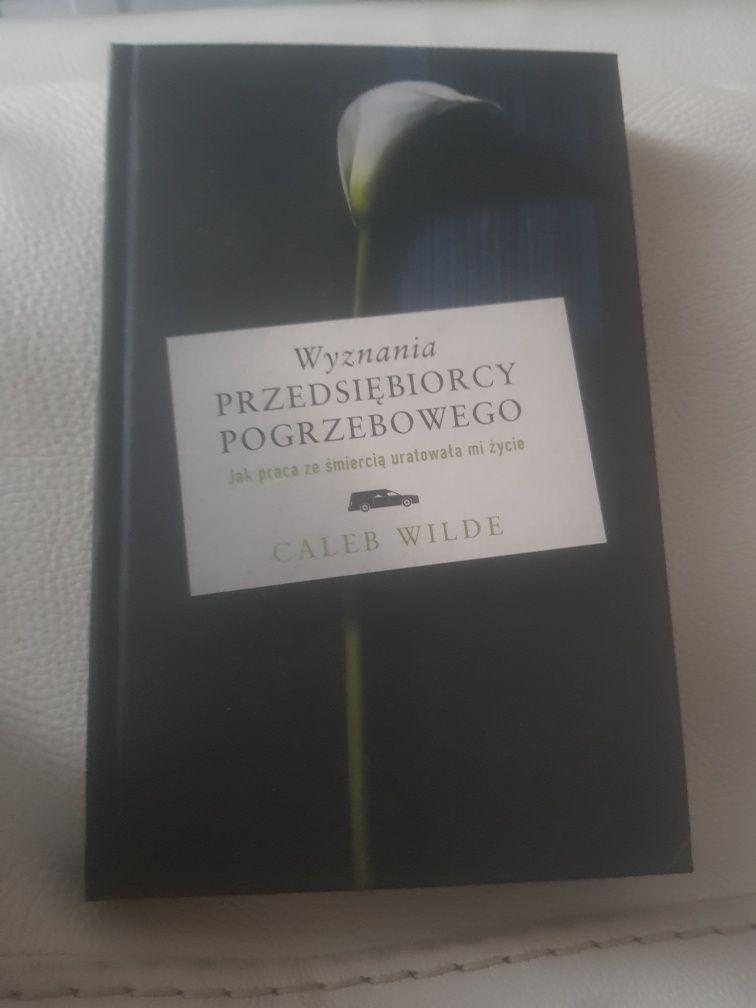 Wyznania
PRZEDSIĘBIORCY
POGRZEBOWEGO
Jak praca ze śmiercią uratowała mi życie
CALEB WILDE